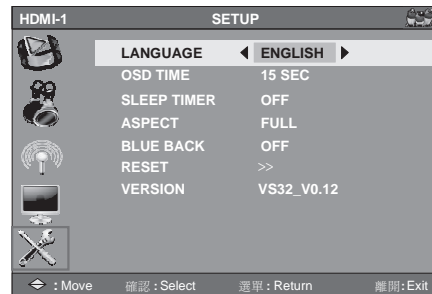 HDMI-1 SETUP
LANGUAGE ENGLISH
OSD TIME 15 SEC
SLEEP TIMER OFF
ASPECT FULL
BLUE BACK OFF
RESET >>
VERSION VS32_V0.12
: Move 確認 : Select 選單 : Return 離開 : Exit